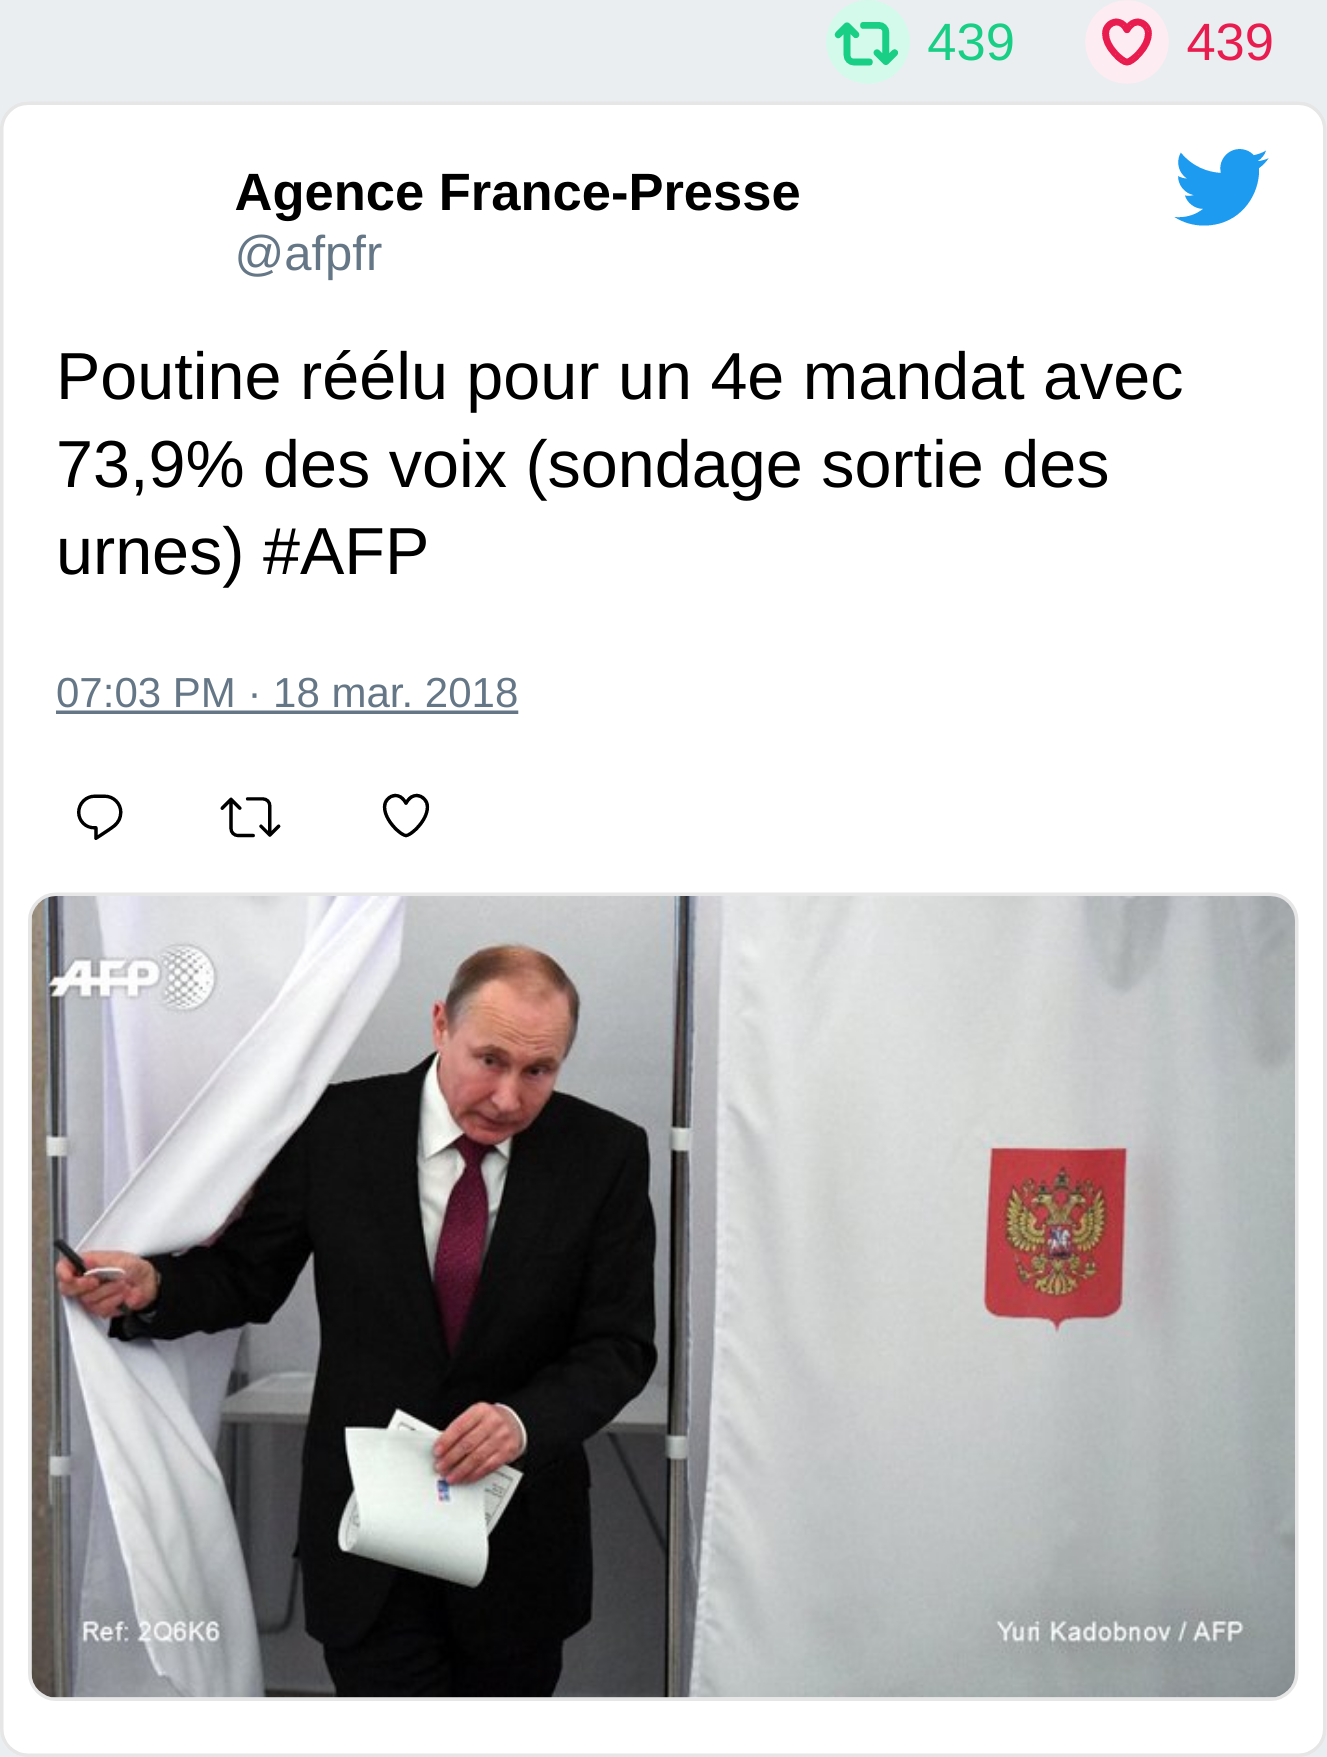 439 439
Agence France-Presse
@afpfr
Poutine réélu pour un 4e mandat avec
73,9% des voix (sondage sortie des
urnes) #AFP
07:03 PM · 18 mar. 2018
AFP
Ref: 2Q6K6
Yuri Kadobnov / AFP